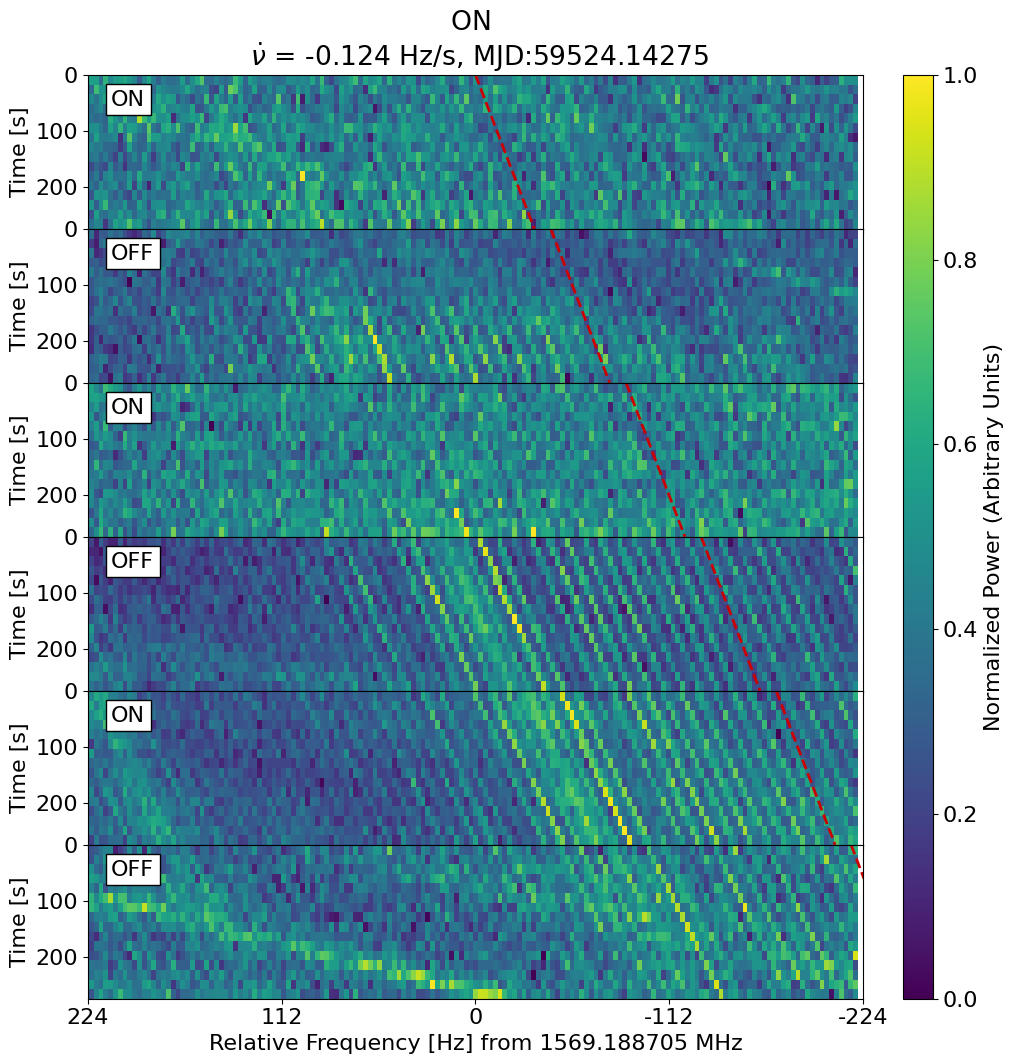 ON
ν̇ = -0.124 Hz/s, MJD:59524.14275
0
ON
100
200
Time [s]
0
OFF
100
200
Time [s]
0
ON
100
200
Time [s]
0
OFF
100
200
Time [s]
0
ON
100
200
Time [s]
0
OFF
100
200
Time [s]
224 112 0 -112 -224
Relative Frequency [Hz] from 1569.188705 MHz
1.0
0.8
0.6
0.4
0.2
0.0
Normalized Power (Arbitrary Units)